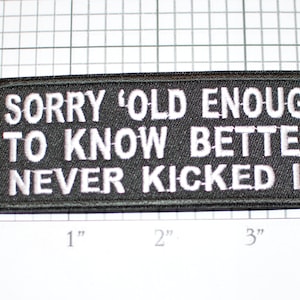 SORRY ‘OLD ENOUG
TO KNOW BETTE
NEVER KICKED I
1” 2” 3”